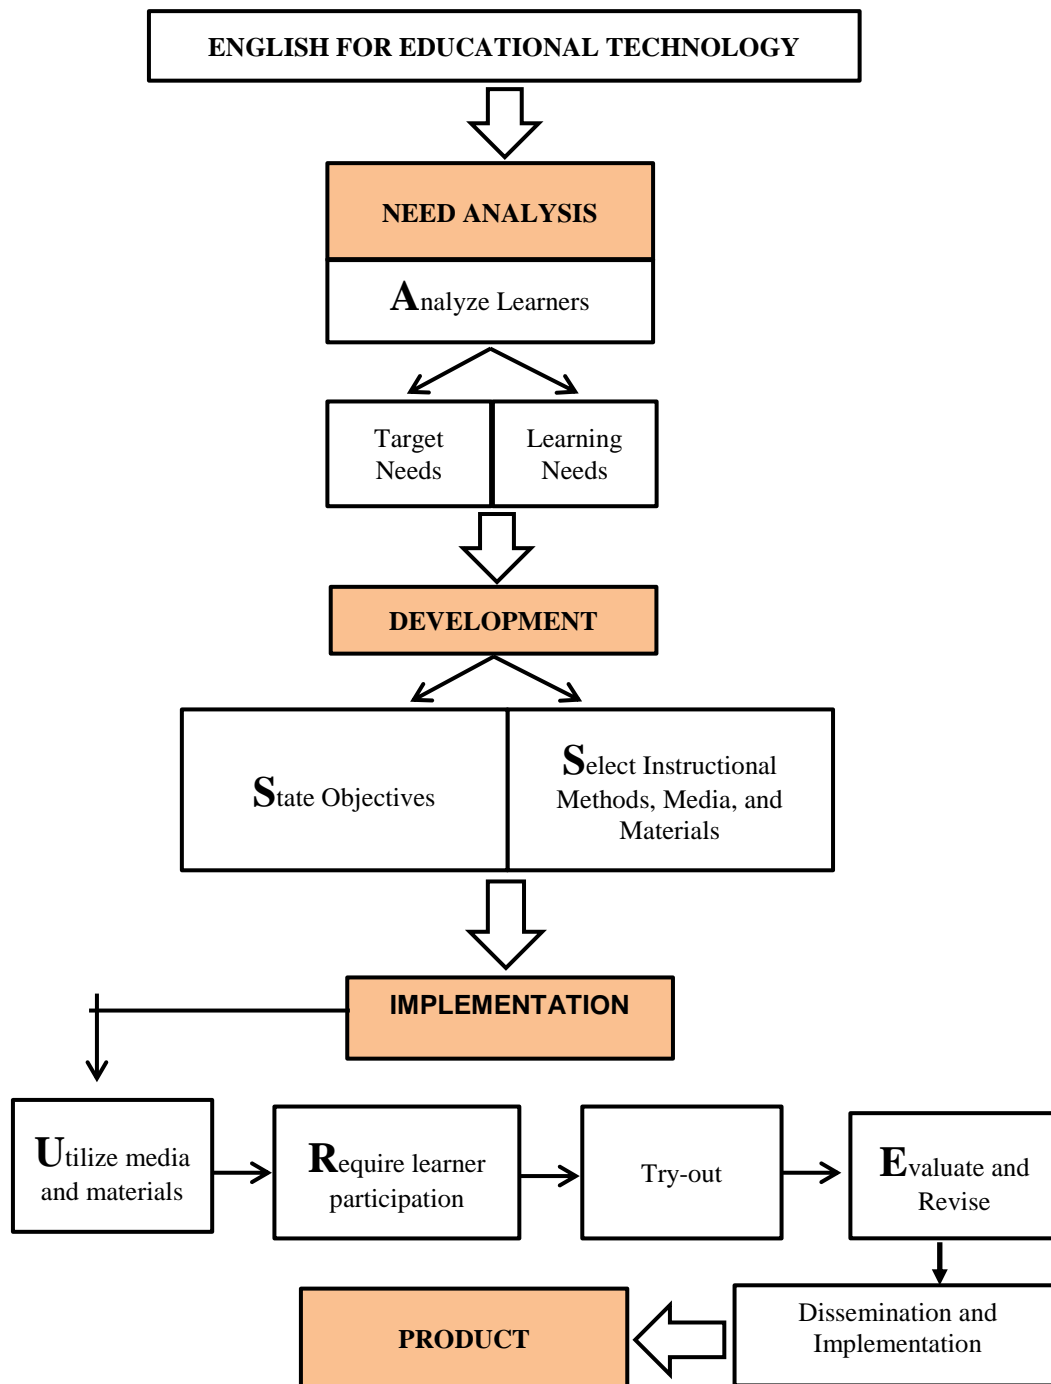 ENGLISH FOR EDUCATIONAL TECHNOLOGY
NEED ANALYSIS
Analyze Learners
Target
Needs
Learning
Needs
DEVELOPMENT
State Objectives
Select Instructional
Methods, Media, and
Materials
IMPLEMENTATION
Utilize media
and materials
Require learner
participation
Try-out
Evaluate and
Revise
Dissemination and
Implementation
PRODUCT